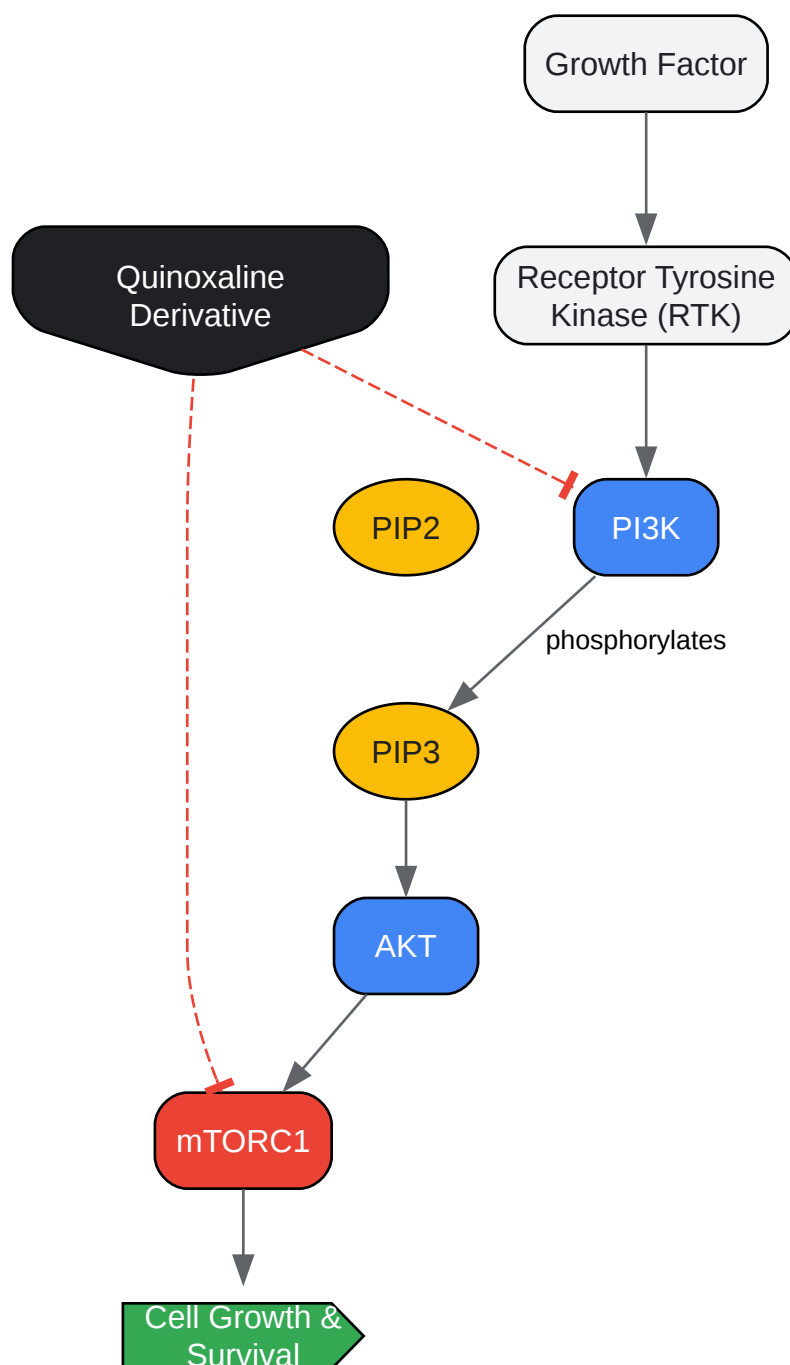 Growth Factor
Quinoxaline
Derivative
Receptor Tyrosine
Kinase (RTK)
PIP2
PI3K
phosphorylates
PIP3
AKT
mTORC1
Cell Growth &
Survival